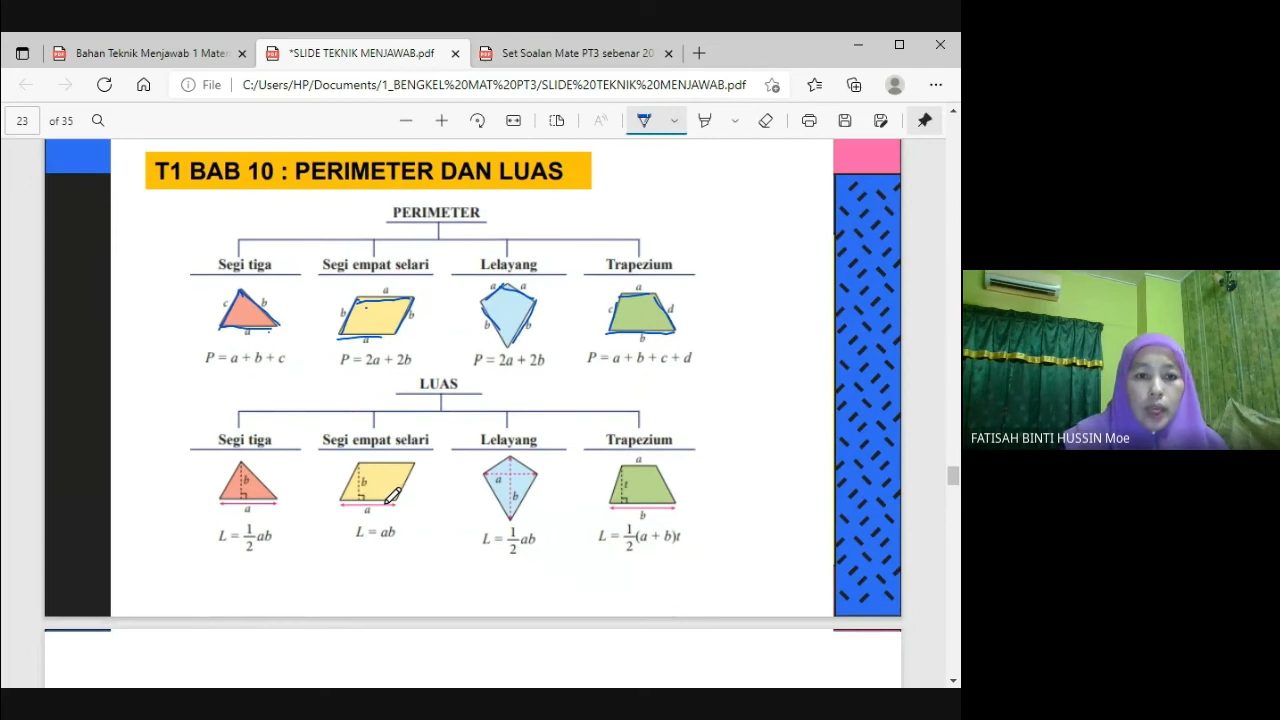 Bahan Teknik Menjawab 1 Mater
*SLIDE TEKNIK MENJAWAB.pdf
Set Soalan Mate PT3 sebenar 20
File
C:/Users/HP/Documents/1_BENGKEL%20MAT%20PT3/SLIDE%20TEKNIK%20MENJAWAB.pdf
23 of 35
T1 BAB 10 : PERIMETER DAN LUAS
PERIMETER
Segi tiga Segi empat selari Lelayang Trapezium
c b a
a b b a
a a b b
a c d b
P = a + b + c P = 2a + 2b P = 2a + 2b P = a + b + c + d
LUAS
Segi tiga Segi empat selari Lelayang Trapezium
b a
b a
a b
a t b
L = 1/2 ab L = ab L = 1/2 ab L = 1/2 (a + b)t
FATISAH BINTI HUSSIN Moe